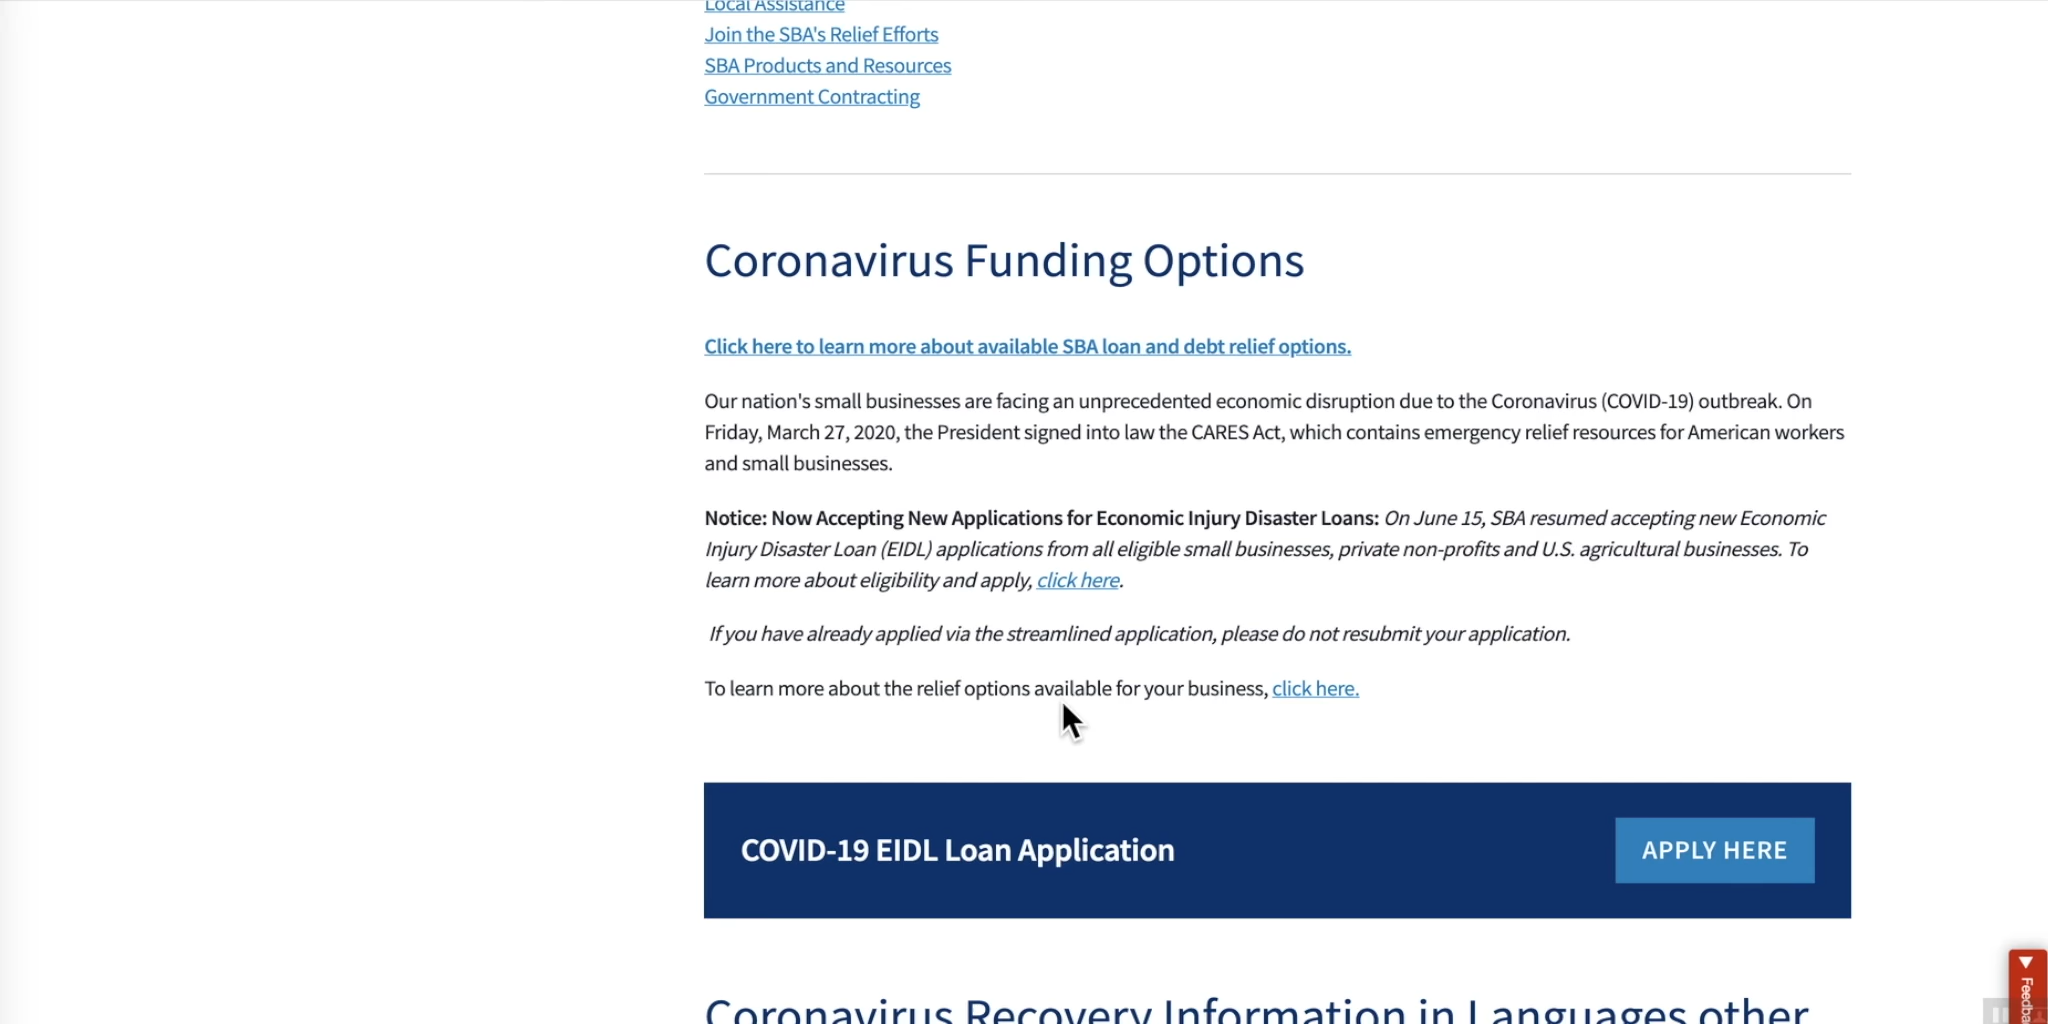 Local Assistance
Join the SBA's Relief Efforts
SBA Products and Resources
Government Contracting
Coronavirus Funding Options
Click here to learn more about available SBA loan and debt relief options.
Our nation's small businesses are facing an unprecedented economic disruption due to the Coronavirus (COVID-19) outbreak. On
Friday, March 27, 2020, the President signed into law the CARES Act, which contains emergency relief resources for American workers
and small businesses.
Notice: Now Accepting New Applications for Economic Injury Disaster Loans: On June 15, SBA resumed accepting new Economic
Injury Disaster Loan (EIDL) applications from all eligible small businesses, private non-profits and U.S. agricultural businesses. To
learn more about eligibility and apply, click here.
If you have already applied via the streamlined application, please do not resubmit your application.
To learn more about the relief options available for your business, click here.
COVID-19 EIDL Loan Application
APPLY HERE
Coronavirus Recovery Information in Languages other